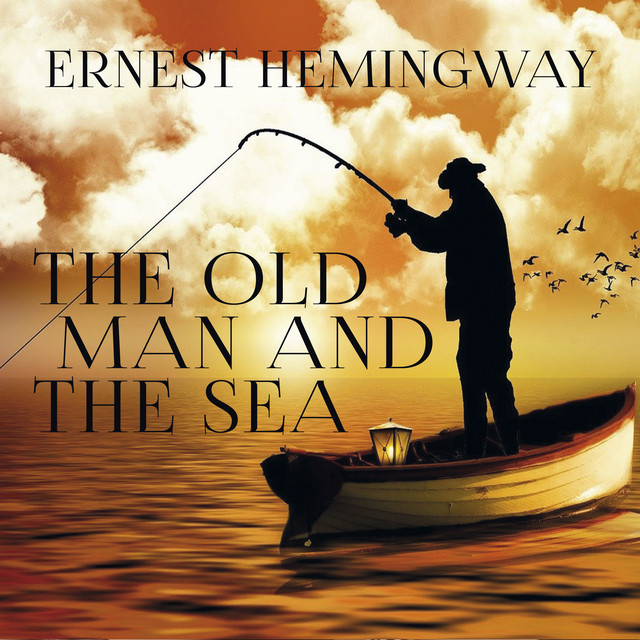 ERNEST HEMINGWAY
THE OLD
MAN AND
THE SEA